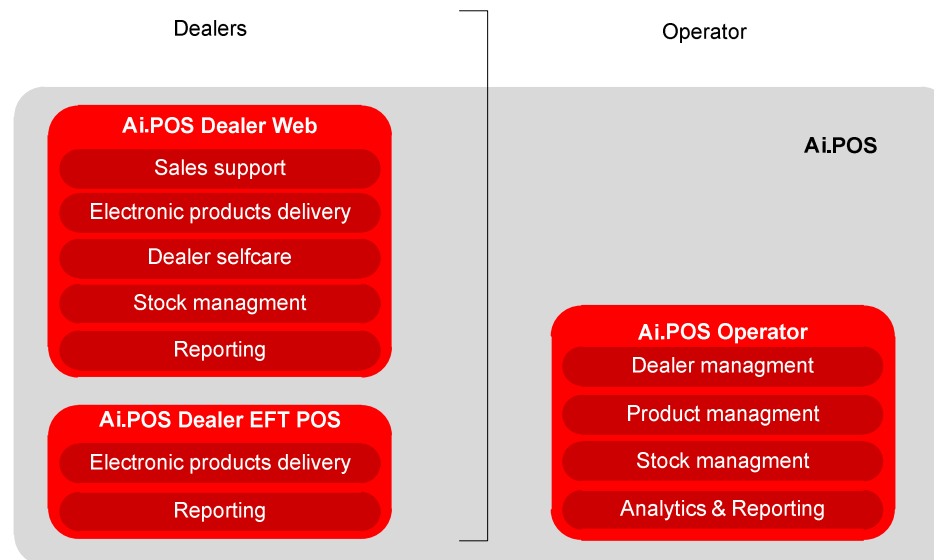 Dealers
Operator
Ai.POS
Ai.POS Dealer Web
Sales support
Electronic products delivery
Dealer selfcare
Stock managment
Reporting
Ai.POS Dealer EFT POS
Electronic products delivery
Reporting
Ai.POS Operator
Dealer managment
Product managment
Stock managment
Analytics & Reporting